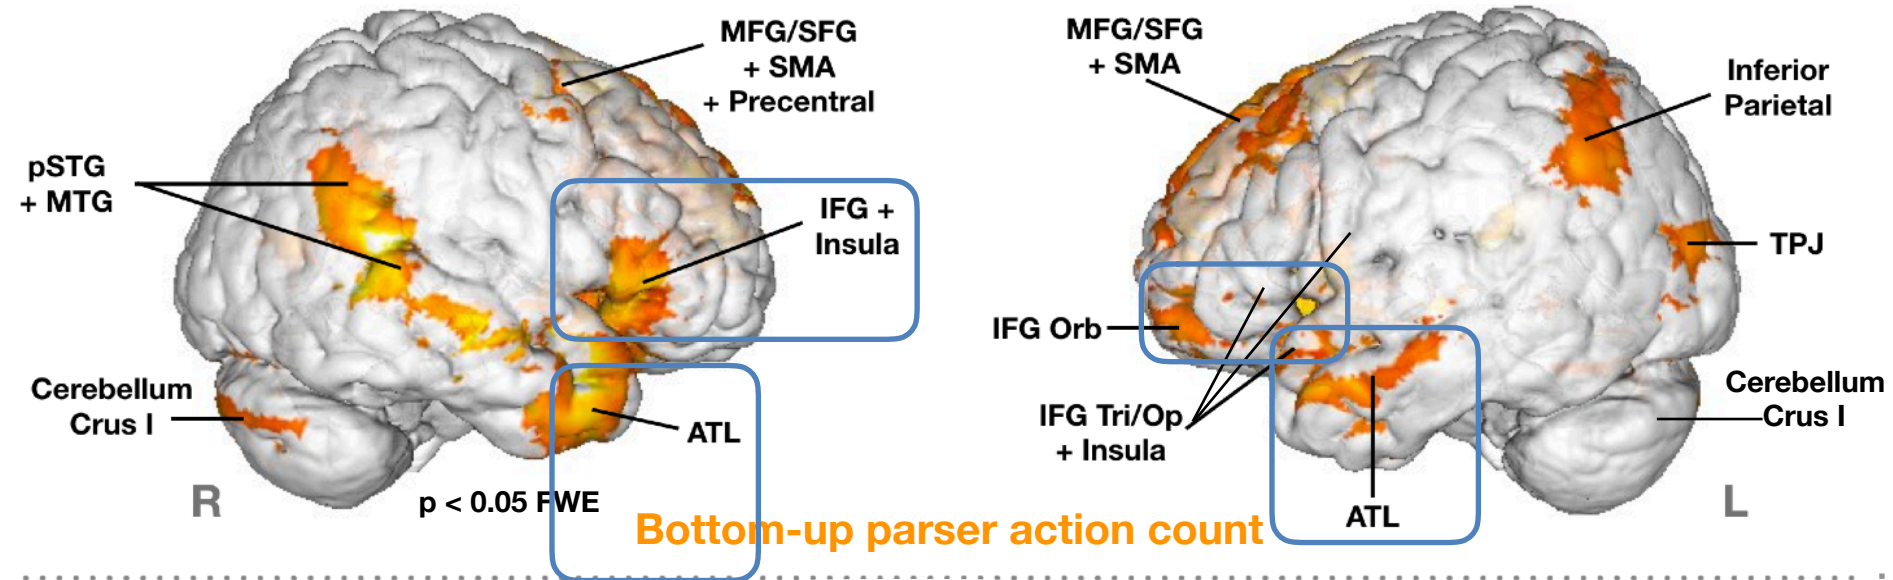 MFG/SFG
+ SMA
+ Precentral
pSTG
+ MTG
IFG +
Insula
Cerebellum
Crus I
ATL
R
p < 0.05 FWE
MFG/SFG
+ SMA
Inferior
Parietal
TPJ
IFG Orb
IFG Tri/Op
+ Insula
Cerebellum
Crus I
ATL
L
Bottom-up parser action count